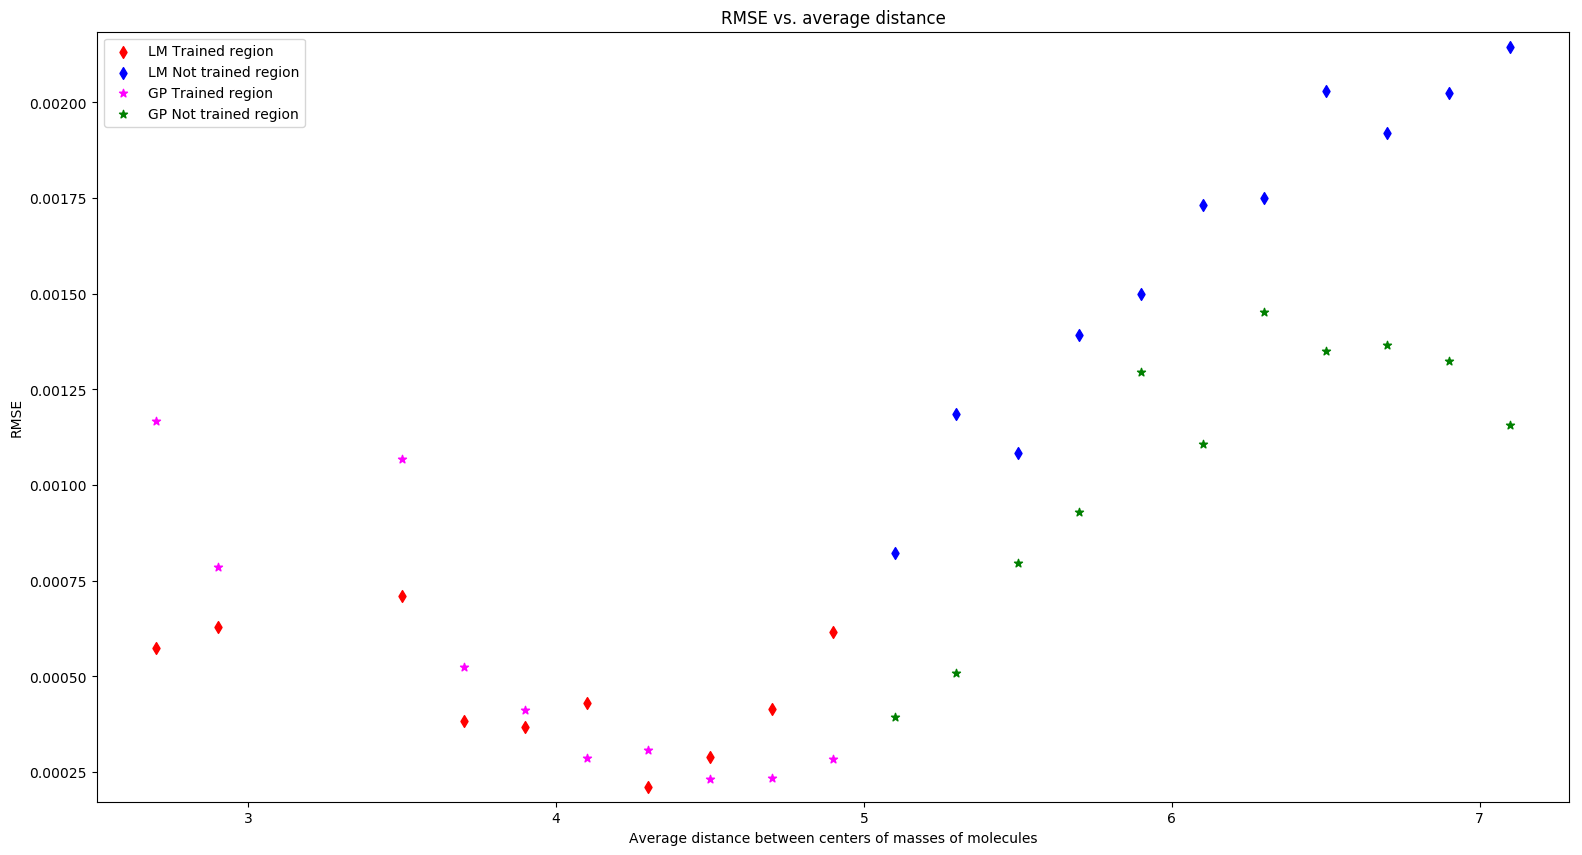 RMSE vs. average distance
LM Trained region
LM Not trained region
GP Trained region
GP Not trained region
0.00200
0.00175
0.00150
0.00125
0.00100
0.00075
0.00050
0.00025
RMSE
3 4 5 6 7
Average distance between centers of masses of molecules